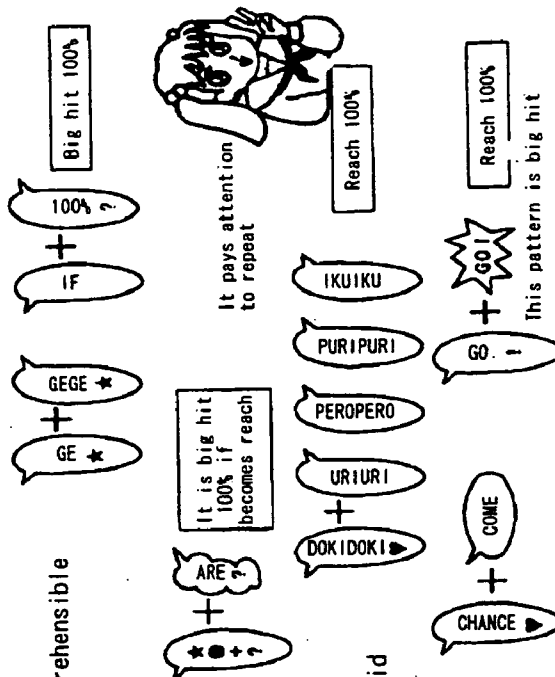 rehensible
GE ★
+
GEGE ★
IF
+
100% ?
Big hit 100%
★ ● + ?
+
ARE ?
It is big hit
100% if
becomes reach
It pays attention
to repeat
id
DOKIDOKI ♥
+
URIURI
PEROPERO
PURIPURI
IKUIKU
Reach 100%
CHANCE ♥
+
COME
GO. !
+
GO!
Reach 100%
This pattern is big hit